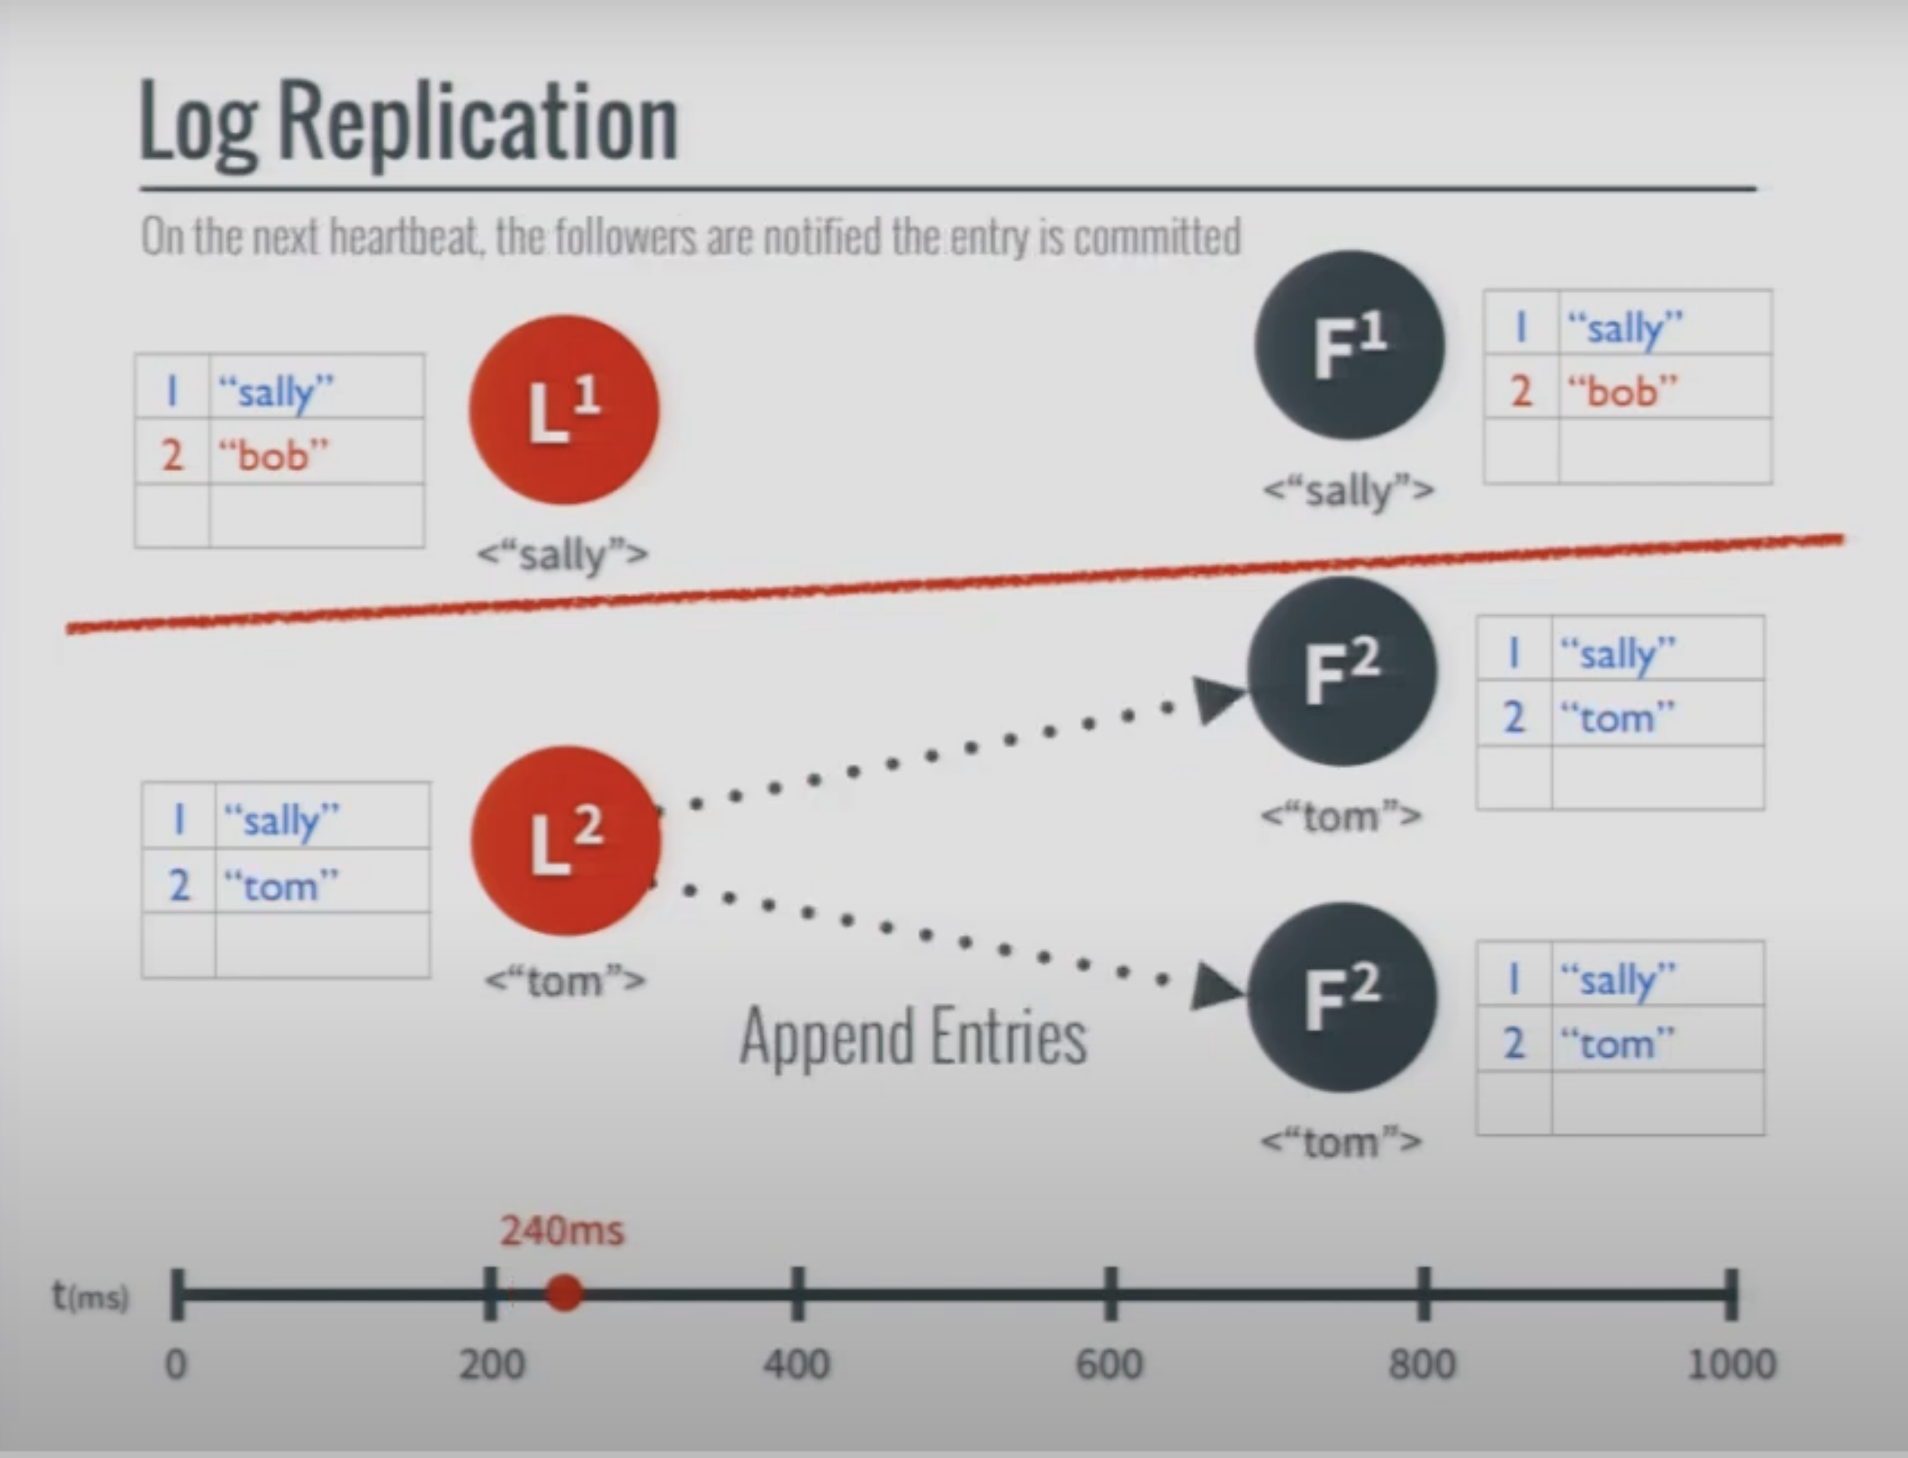 Log Replication
On the next heartbeat, the followers are notified the entry is committed
1 “sally”
2 “bob”
L1
<“sally”>
F1
<“sally”>
1 “sally”
2 “bob”
1 “sally”
2 “tom”
L2
<“tom”>
F2
<“tom”>
1 “sally”
2 “tom”
Append Entries
F2
<“tom”>
1 “sally”
2 “tom”
240ms
t(ms)
0 200 400 600 800 1000